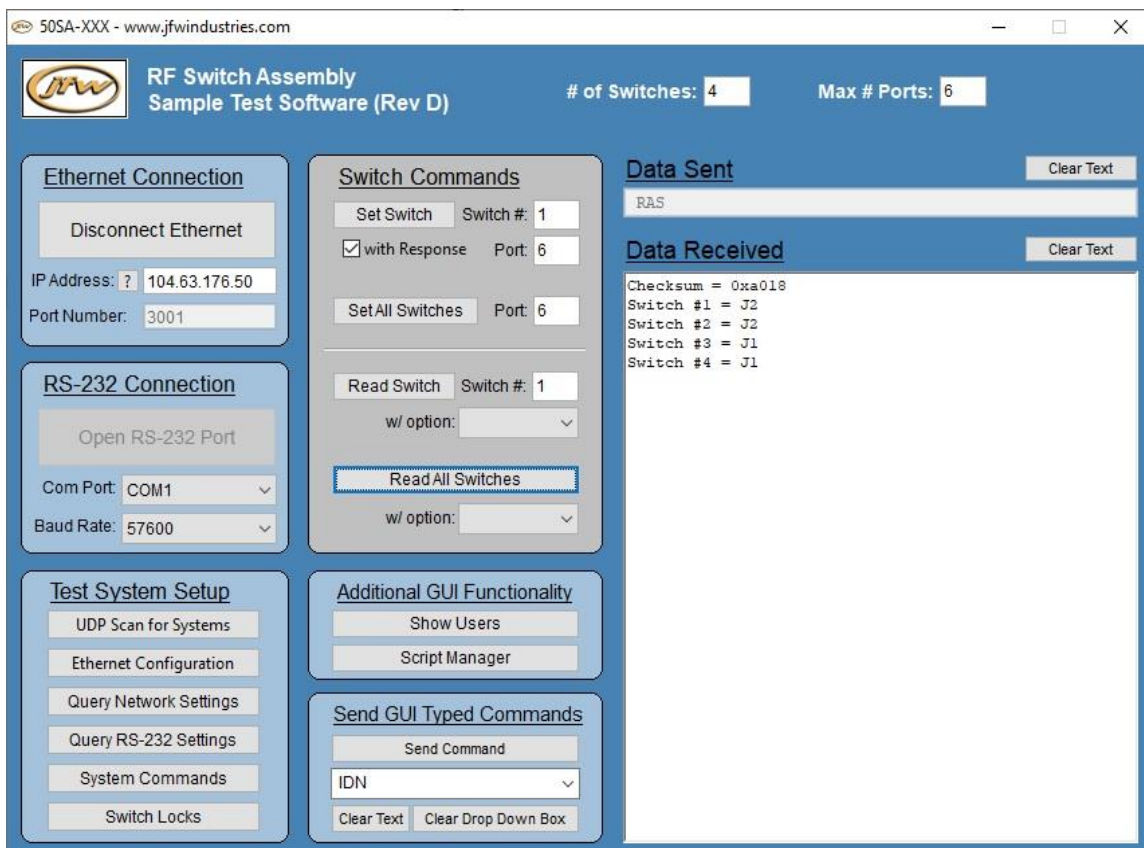 50SA-XXX - www.jfwindustries.com
JFW
RF Switch Assembly
Sample Test Software (Rev D)
# of Switches: 4
Max # Ports: 6
Ethernet Connection
Disconnect Ethernet
IP Address: ? 104.63.176.50
Port Number: 3001
RS-232 Connection
Open RS-232 Port
Com Port: COM1
Baud Rate: 57600
Test System Setup
UDP Scan for Systems
Ethernet Configuration
Query Network Settings
Query RS-232 Settings
System Commands
Switch Locks
Switch Commands
Set Switch Switch #: 1
with Response Port: 6
Set All Switches Port: 6
Read Switch Switch #: 1
w/ option:
Read All Switches
w/ option:
Additional GUI Functionality
Show Users
Script Manager
Send GUI Typed Commands
Send Command
IDN
Clear Text Clear Drop Down Box
Data Sent Clear Text
RAS
Data Received Clear Text
Checksum = 0xa018
Switch #1 = J2
Switch #2 = J2
Switch #3 = J1
Switch #4 = J1